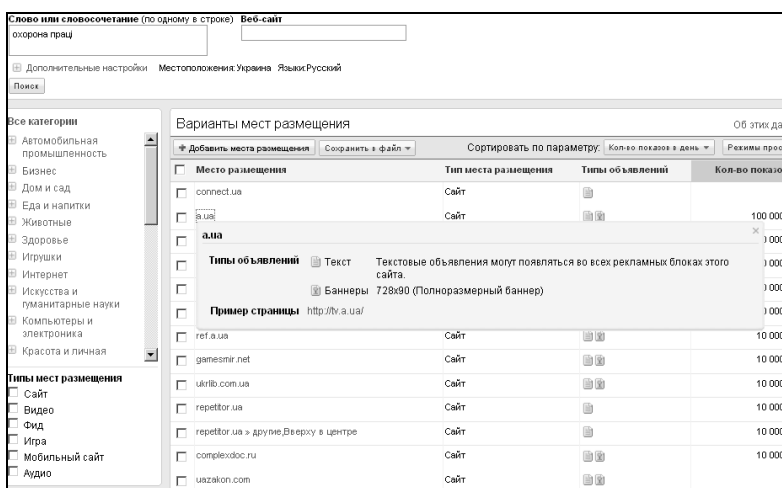 Слово или словосочетание (по одному в строке) Веб-сайт
охорона праці
Дополнительные настройки Местоположения:Украина Языки:Русский
Поиск
Все категории
Автомобильная промышленность
Бизнес
Дом и сад
Еда и напитки
Животные
Здоровье
Игрушки
Интернет
Искусства и гуманитарные науки
Компьютеры и электроника
Красота и личная
Типы мест размещения
Сайт
Видео
Фид
Игра
Мобильный сайт
Аудио
Варианты мест размещения Об этих да
Добавить места размещения Сохранить в файл Сортировать по параметру: Кол-во показов в день Режимы прос
Место размещения Тип места размещения Типы объявлений Кол-во показо
connect.ua Сайт
a.ua Сайт 100 000
a.ua
Типы объявлений Текст Текстовые объявления могут появляться во всех рекламных блоках этого
сайта.
Баннеры 728x90 (Полноразмерный баннер)
Пример страницы http://tv.a.ua/
ref.a.ua Сайт 10 000
gamesmir.net Сайт 10 000
ukrlib.com.ua Сайт 10 000
repetitor.ua Сайт 10 000
repetitor.ua » другие,Вверху в центре Сайт 10 000
complexdoc.ru Сайт 10 000
uazakon.com Сайт